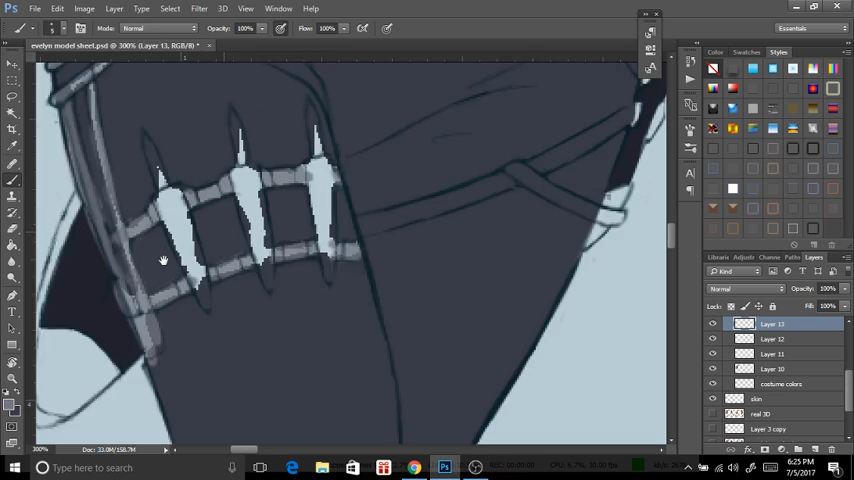 File Edit Image Layer Type Select Filter 3D View Window Help
5 Mode: Normal Opacity: 100% Flow: 100% Essentials
evelyn model sheet.psd @ 300% (Layer 13, RGB/8) *
Color Swatches Styles
Librarie Adjustm Channe Paths Layers
Kind
Normal Opacity: 100%
Lock: Fill: 100%
Layer 13
Layer 12
Layer 11
Layer 10
costume colors
skin
real 3D
Layer 3 copy
300% Doc: 33.0M/158.7M
Type here to search
6:25 PM
7/5/2017